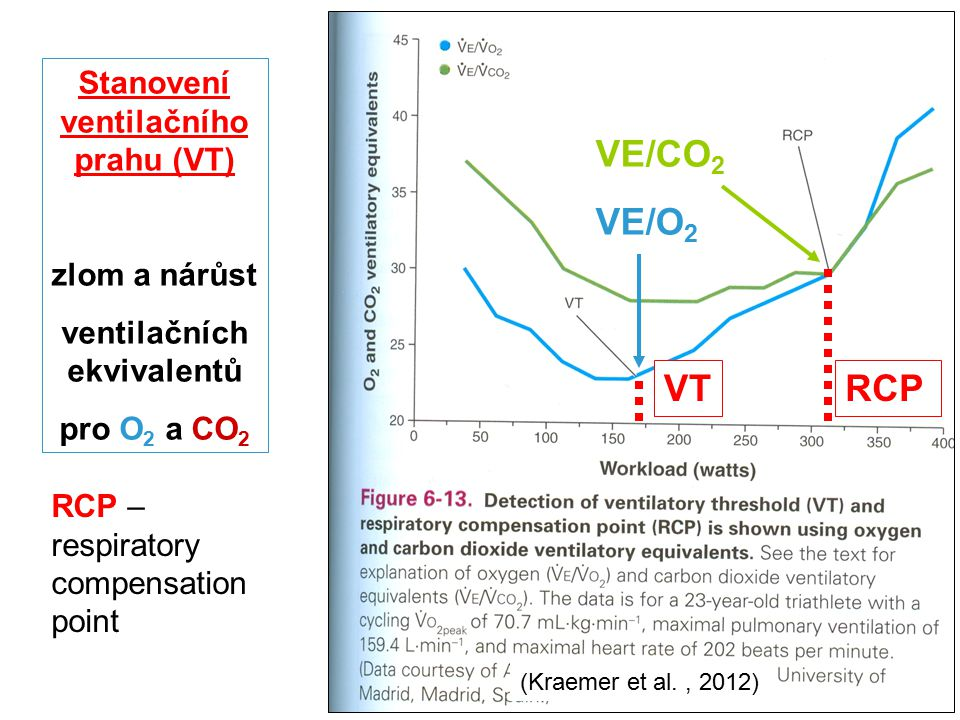 Stanovení
ventilačního
prahu (VT)
zlom a nárůst
ventilačních
ekvivalentů
pro O₂ a CO₂
RCP –
respiratory
compensation
point
O₂ and CO₂ ventilatory equivalents
45
40
35
30
25
20
V̇E/V̇O₂
V̇E/V̇CO₂
VE/CO₂
VE/O₂
RCP
VT
VT
RCP
0 50 100 150 200 250 300 350 400
Workload (watts)
Figure 6-13. Detection of ventilatory threshold (VT) and
respiratory compensation point (RCP) is shown using oxygen
and carbon dioxide ventilatory equivalents. See the text for
explanation of oxygen (V̇E/V̇O₂) and carbon dioxide ventilatory
equivalents (V̇E/V̇CO₂). The data is for a 23-year-old triathlete with a
cycling V̇O₂peak of 70.7 mL·kg·min⁻¹, maximal pulmonary ventilation of
159.4 L·min⁻¹, and maximal heart rate of 202 beats per minute.
(Data courtesy of University of
Madrid, Madrid,
(Kraemer et al. , 2012)